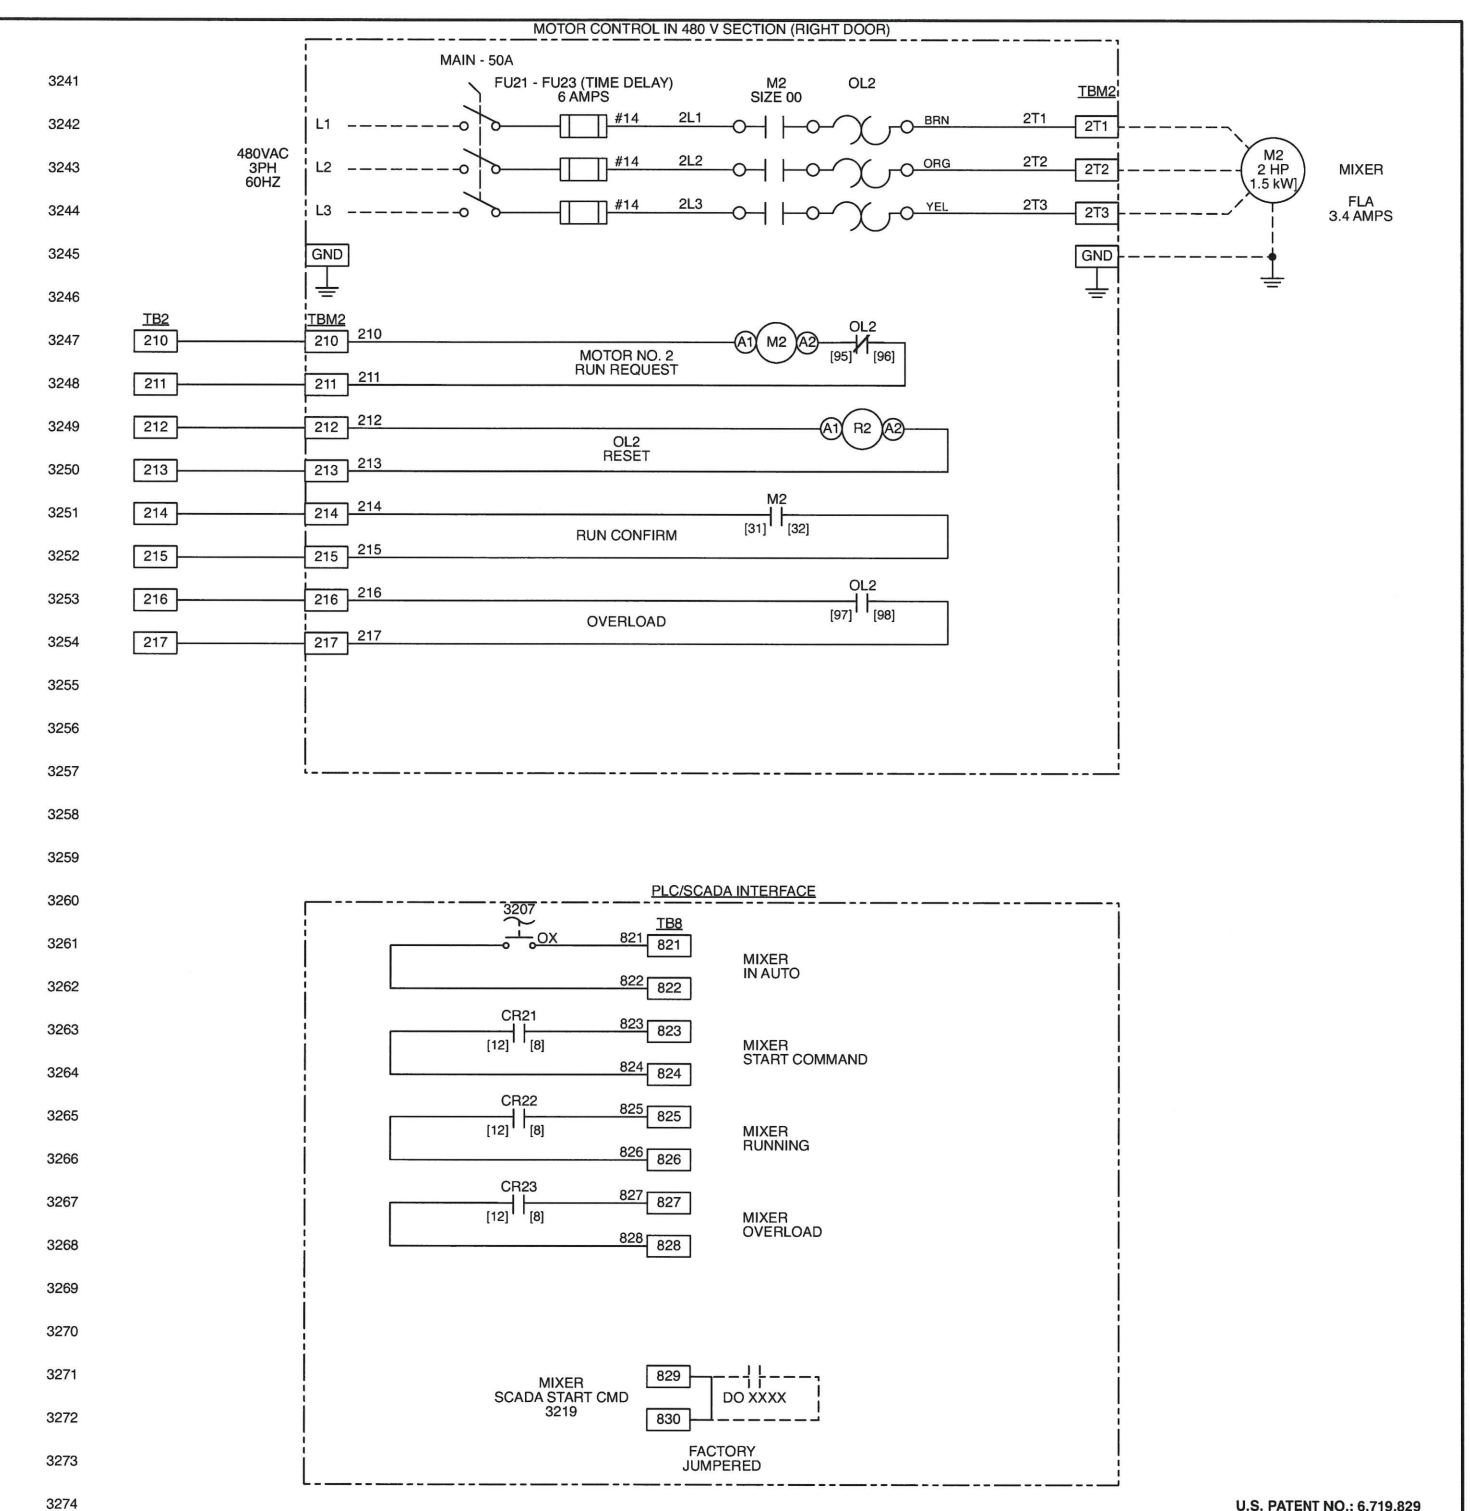 MOTOR CONTROL IN 480 V SECTION (RIGHT DOOR)
MAIN - 50A
3241
FU21 - FU23 (TIME DELAY)
6 AMPS
M2
SIZE 00
OL2
TBM2
3242
L1
#14
2L1
BRN
2T1
2T1
480VAC
3PH
60HZ
3243
L2
#14
2L2
ORG
2T2
2T2
M2
2 HP
1.5 kW]
MIXER
FLA
3.4 AMPS
3244
L3
#14
2L3
YEL
2T3
2T3
3245
GND
GND
3246
TB2
TBM2
3247
210
210
210
A1
M2
A2
OL2
[95]
[96]
MOTOR NO. 2
RUN REQUEST
3248
211
211
211
3249
212
212
212
A1
R2
A2
OL2
RESET
3250
213
213
213
3251
214
214
214
M2
[31]
[32]
RUN CONFIRM
3252
215
215
215
3253
216
216
216
OL2
[97]
[98]
OVERLOAD
3254
217
217
217
3255
3256
3257
3258
3259
3260
PLC/SCADA INTERFACE
3207
TB8
3261
OX
821
821
MIXER
IN AUTO
3262
822
822
3263
CR21
[12]
[8]
823
823
MIXER
START COMMAND
3264
824
824
3265
CR22
[12]
[8]
825
825
MIXER
RUNNING
3266
826
826
3267
CR23
[12]
[8]
827
827
MIXER
OVERLOAD
3268
828
828
3269
3270
3271
829
MIXER
SCADA START CMD
3219
DO XXXX
3272
830
FACTORY
JUMPERED
3273
3274
U.S. PATENT NO.: 6,719,829